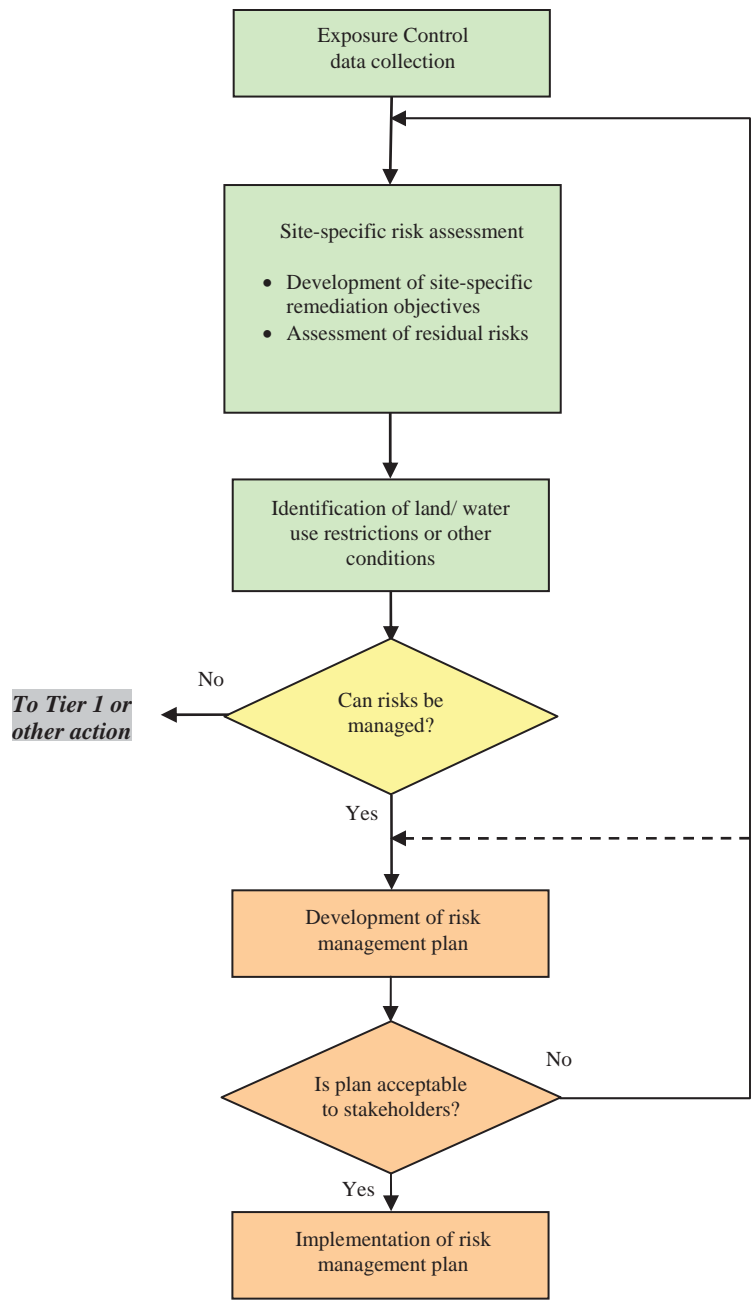 Exposure Control
data collection
Site-specific risk assessment
• Development of site-specific
remediation objectives
• Assessment of residual risks
Identification of land/ water
use restrictions or other
conditions
No
To Tier 1 or
other action
Can risks be
managed?
Yes
Development of risk
management plan
No
Is plan acceptable
to stakeholders?
Yes
Implementation of risk
management plan